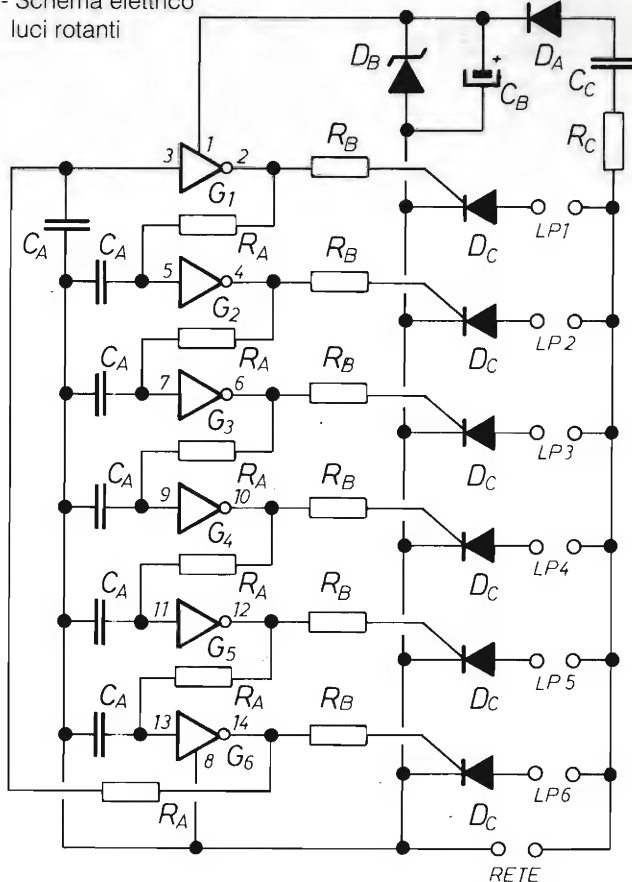 - Schema elettrico
luci rotanti
D_B
+
C_B
D_A
C_C
R_C
3
1
2
G_1
R_B
C_A
R_A
D_C
LP1
C_A
5
4
G_2
R_B
R_A
D_C
LP2
C_A
7
6
G_3
R_B
R_A
D_C
LP3
C_A
9
10
G_4
R_B
R_A
D_C
LP4
C_A
11
12
G_5
R_B
R_A
D_C
LP5
C_A
13
14
8
G_6
R_B
R_A
D_C
LP6
RETE